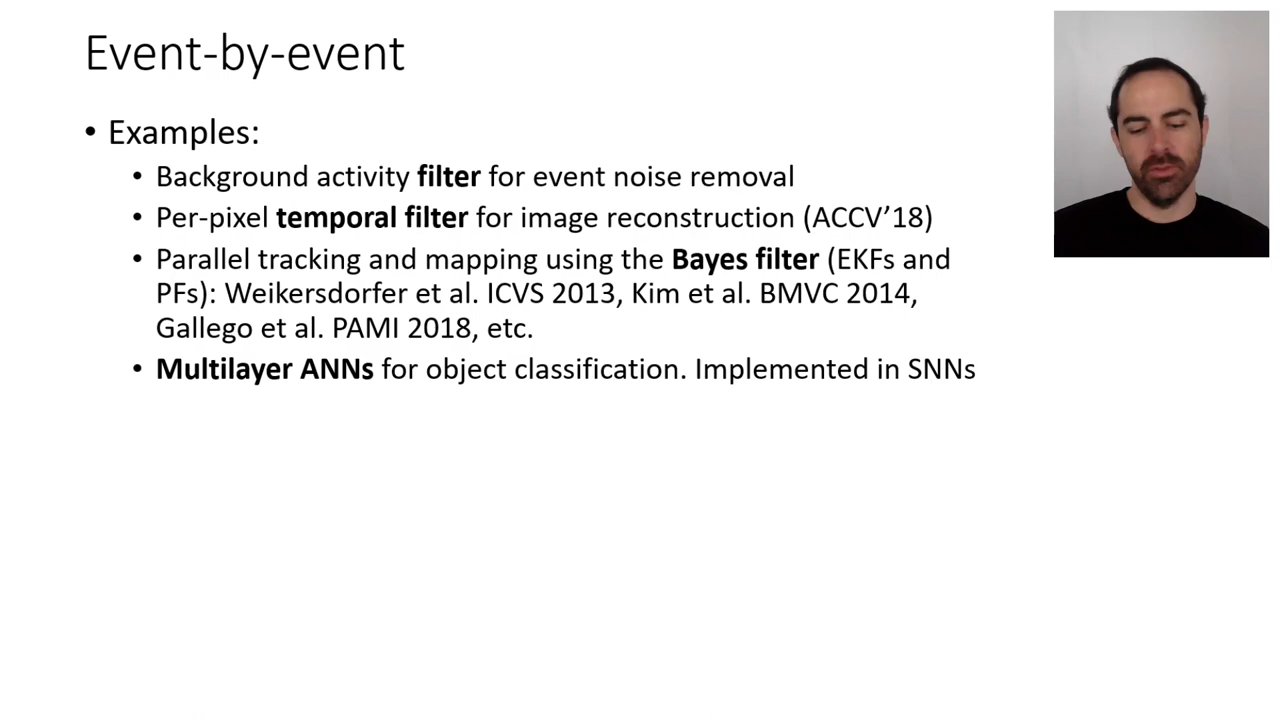 Event-by-event
• Examples:
• Background activity filter for event noise removal
• Per-pixel temporal filter for image reconstruction (ACCV’18)
• Parallel tracking and mapping using the Bayes filter (EKFs and
PFs): Weikersdorfer et al. ICVS 2013, Kim et al. BMVC 2014,
Gallego et al. PAMI 2018, etc.
• Multilayer ANNs for object classification. Implemented in SNNs